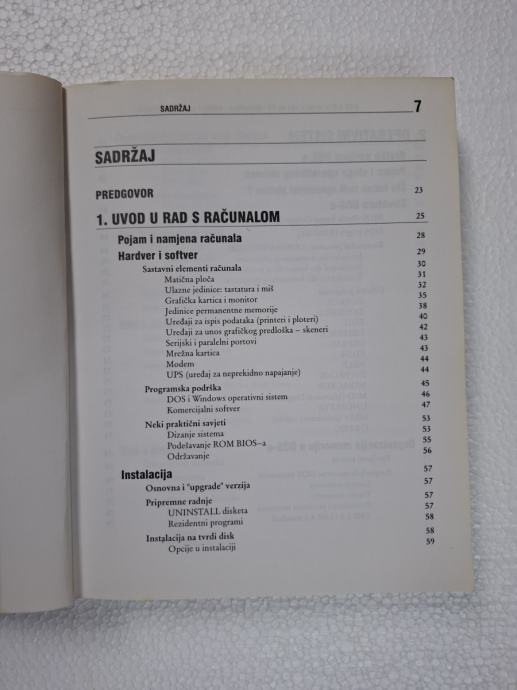 SADRŽAJ 7
SADRŽAJ
PREDGOVOR 23
1. UVOD U RAD S RAČUNALOM 25
Pojam i namjena računala 28
Hardver i softver 29
Sastavni elementi računala 30
Matična ploča 31
Ulazne jedinice: tastatura i miš 32
Grafička kartica i monitor 35
Jedinice permanentne memorije 38
Uređaji za ispis podataka (printeri i ploteri) 40
Uređaji za unos grafičkog predloška – skeneri 42
Serijski i paralelni portovi 43
Mrežna kartica 43
Modem 44
UPS (uređaj za neprekidno napajanje) 44
Programska podrška 45
DOS i Windows operativni sistem 46
Komercijalni softver 47
Neki praktični savjeti 53
Dizanje sistema 53
Podešavanje ROM BIOS–a 55
Održavanje 56
Instalacija 57
Osnovna i "upgrade" verzija 57
Pripremne radnje 57
UNINSTALL disketa 57
Rezidentni programi 58
Instalacija na tvrdi disk 58
Opcije u instalaciji 59